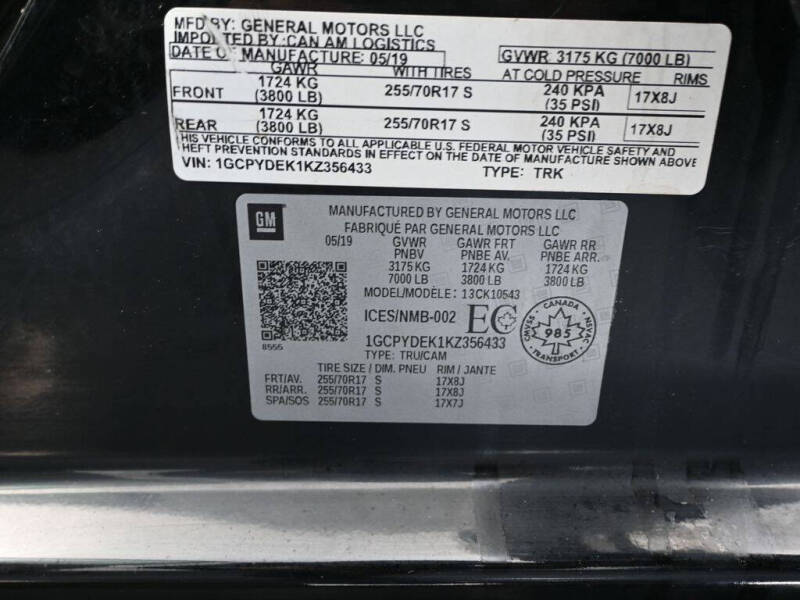 MFD BY: GENERAL MOTORS LLC
IMPORTED BY: CAN AM LOGISTICS
DATE OF MANUFACTURE: 05/19 GVWR: 3175 KG (7000 LB)
GAWR WITH TIRES AT COLD PRESSURE RIMS
FRONT 1724 KG (3800 LB) 255/70R17 S 240 KPA (35 PSI) 17X8J
REAR 1724 KG (3800 LB) 255/70R17 S 240 KPA (35 PSI) 17X8J
THIS VEHICLE CONFORMS TO ALL APPLICABLE U.S. FEDERAL MOTOR VEHICLE SAFETY AND
THEFT PREVENTION STANDARDS IN EFFECT ON THE DATE OF MANUFACTURE SHOWN ABOVE
VIN: 1GCPYDEK1KZ356433 TYPE: TRK
GM
MANUFACTURED BY GENERAL MOTORS LLC
FABRIQUÉ PAR GENERAL MOTORS LLC
05/19 GVWR GAWR FRT GAWR RR
PNBV PNBE AV. PNBE ARR.
3175 KG 1724 KG 1724 KG
7000 LB 3800 LB 3800 LB
MODEL/MODÈLE: 13CK10543
ICES/NMB-002 EC
1GCPYDEK1KZ356433
TYPE: TRU/CAM
8555
CANADA
CMVSS 985 NSVAC
TRANSPORT
TIRE SIZE / DIM. PNEU RIM / JANTE
FRT/AV. 255/70R17 S 17X8J
RR/ARR. 255/70R17 S 17X8J
SPA/SOS 255/70R17 S 17X7J